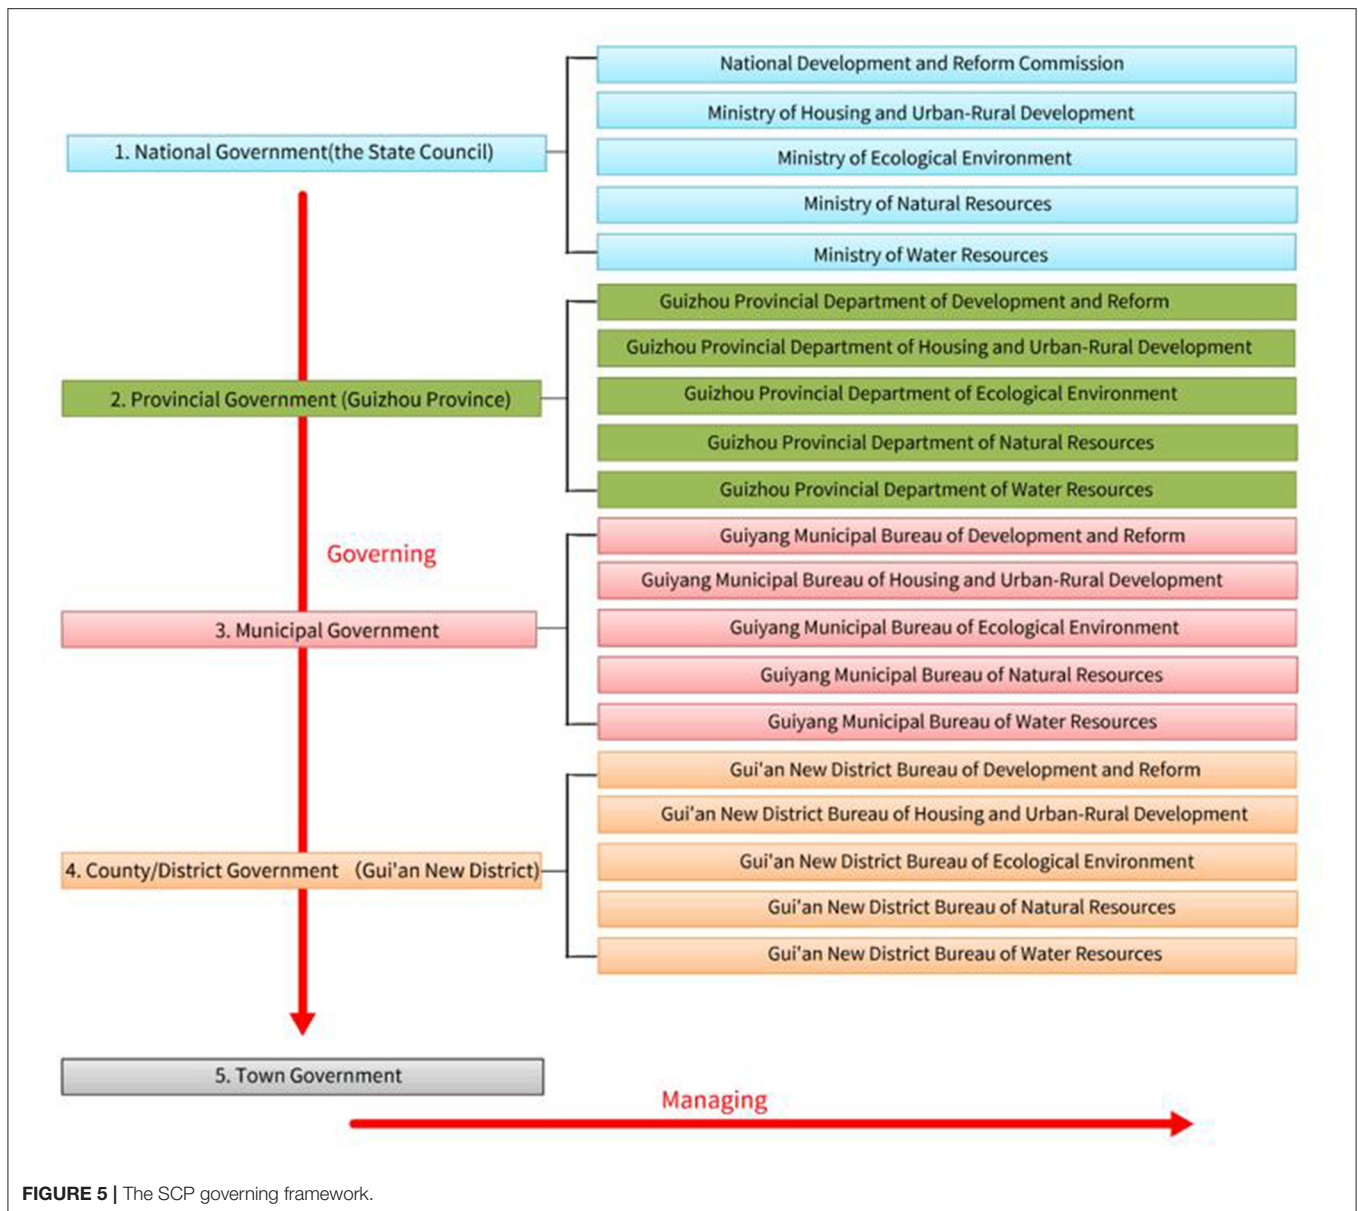 National Development and Reform Commission
Ministry of Housing and Urban-Rural Development
1. National Government(the State Council)
Ministry of Ecological Environment
Ministry of Natural Resources
Ministry of Water Resources
Guizhou Provincial Department of Development and Reform
Guizhou Provincial Department of Housing and Urban-Rural Development
2. Provincial Government (Guizhou Province)
Guizhou Provincial Department of Ecological Environment
Guizhou Provincial Department of Natural Resources
Guizhou Provincial Department of Water Resources
Governing
Guiyang Municipal Bureau of Development and Reform
Guiyang Municipal Bureau of Housing and Urban-Rural Development
3. Municipal Government
Guiyang Municipal Bureau of Ecological Environment
Guiyang Municipal Bureau of Natural Resources
Guiyang Municipal Bureau of Water Resources
Gui'an New District Bureau of Development and Reform
Gui'an New District Bureau of Housing and Urban-Rural Development
4. County/District Government （Gui'an New District)
Gui'an New District Bureau of Ecological Environment
Gui'an New District Bureau of Natural Resources
Gui'an New District Bureau of Water Resources
5. Town Government
Managing
FIGURE 5 | The SCP governing framework.